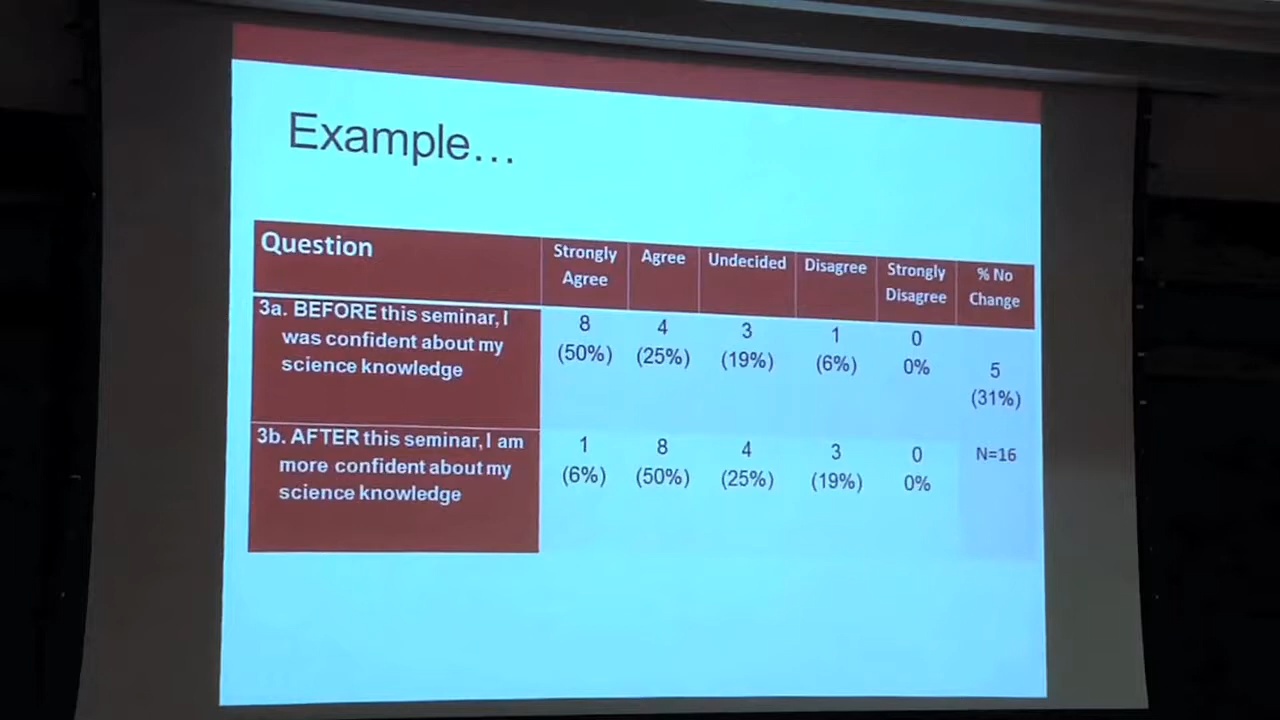 Example...
Question
Strongly
Agree
Agree
Undecided
Disagree
Strongly
Disagree
% No
Change
3a. BEFORE this seminar, I
was confident about my
science knowledge
8
(50%)
4
(25%)
3
(19%)
1
(6%)
0
0%
5
(31%)
3b. AFTER this seminar, I am
more confident about my
science knowledge
1
(6%)
8
(50%)
4
(25%)
3
(19%)
0
0%
N=16